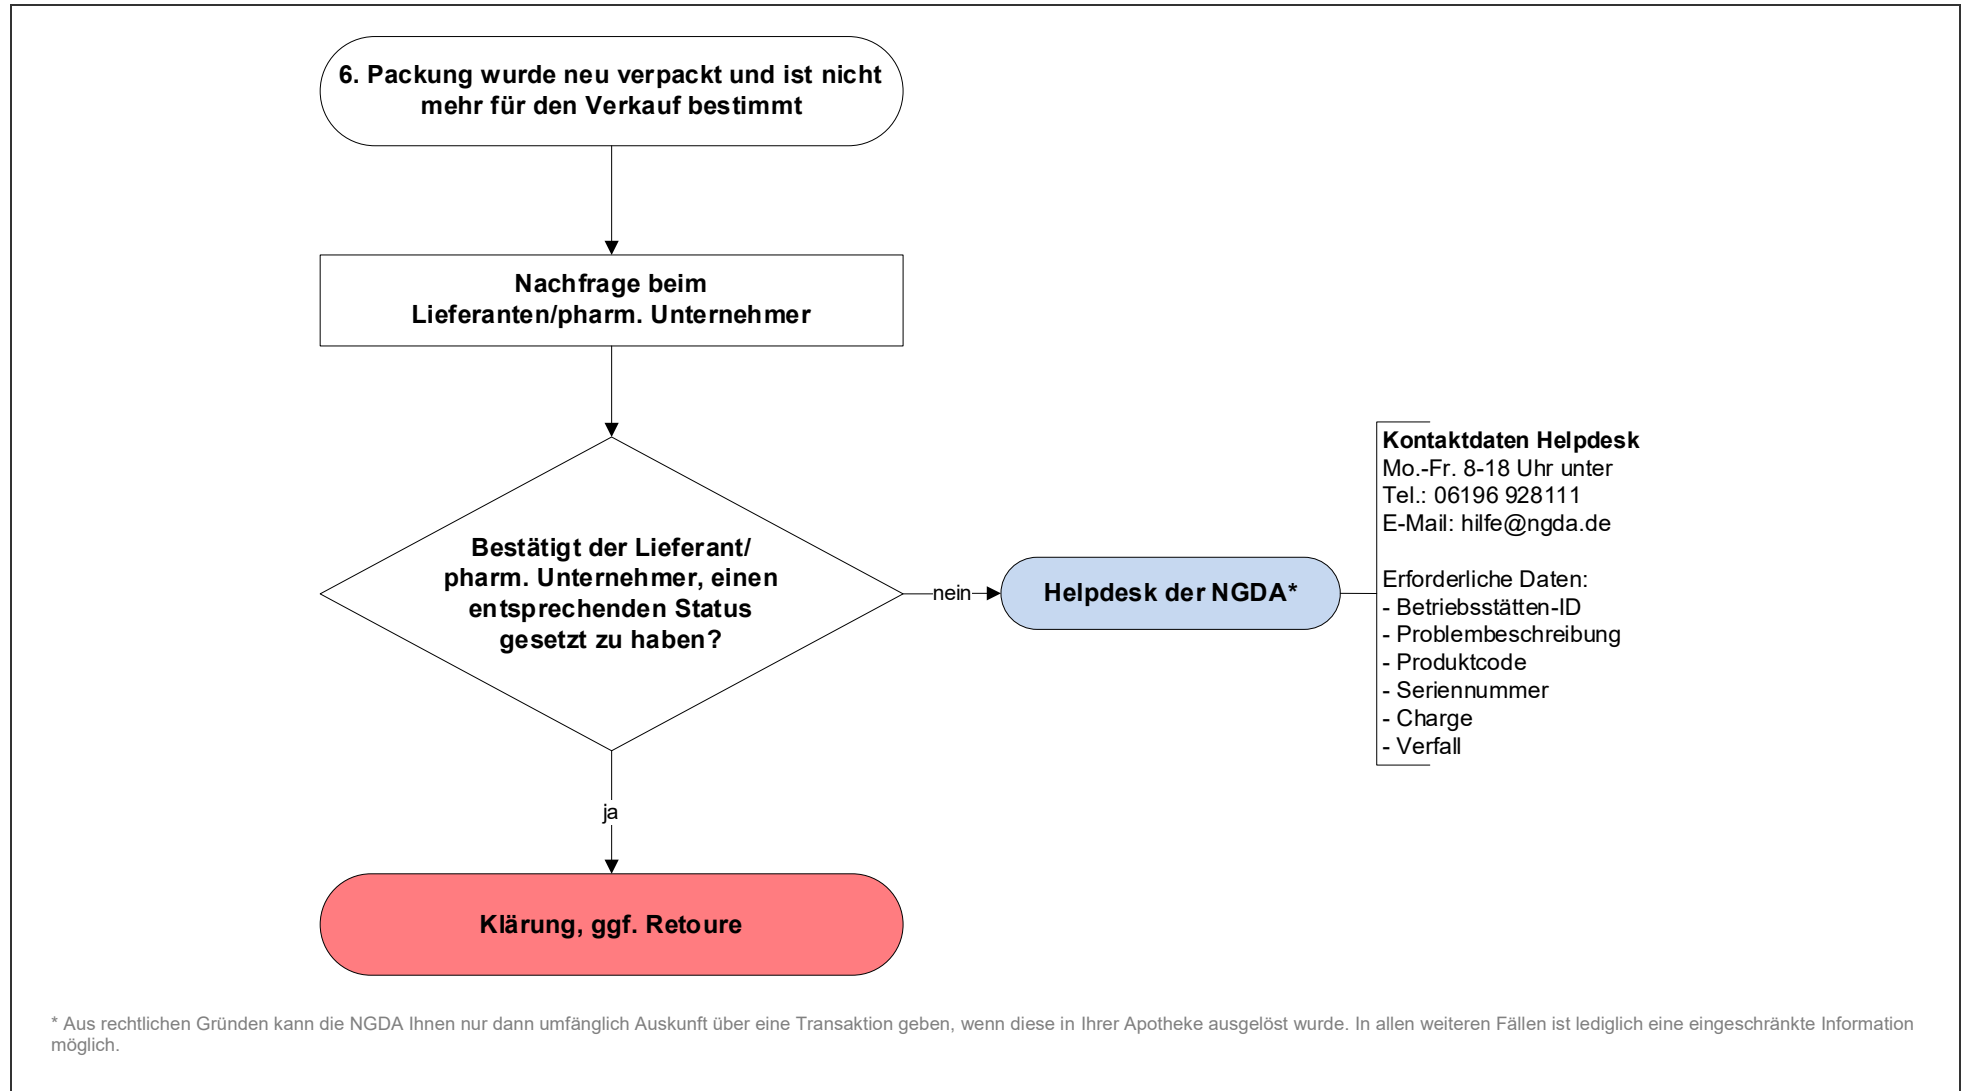 6. Packung wurde neu verpackt und ist nicht
mehr für den Verkauf bestimmt
Nachfrage beim
Lieferanten/pharm. Unternehmer
Bestätigt der Lieferant/
pharm. Unternehmer, einen
entsprechenden Status
gesetzt zu haben?
nein
Helpdesk der NGDA*
Kontaktdaten Helpdesk
Mo.-Fr. 8-18 Uhr unter
Tel.: 06196 928111
E-Mail: hilfe@ngda.de
Erforderliche Daten:
- Betriebsstätten-ID
- Problembeschreibung
- Produktcode
- Seriennummer
- Charge
- Verfall
ja
Klärung, ggf. Retoure
* Aus rechtlichen Gründen kann die NGDA Ihnen nur dann umfänglich Auskunft über eine Transaktion geben, wenn diese in Ihrer Apotheke ausgelöst wurde. In allen weiteren Fällen ist lediglich eine eingeschränkte Information
möglich.